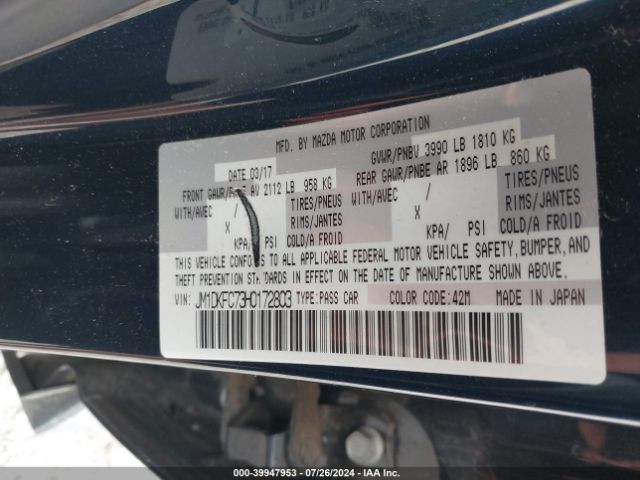 MFD. BY MAZDA MOTOR CORPORATION
DATE 03/17 GVWR/PNBV 3990 LB 1810 KG
FRONT GAWR/ AV 2112 LB 958 KG REAR GAWR/PNBE AR 1896 LB 860 KG
WITH/AVEC / TIRES/PNEUS WITH/AVEC / TIRES/PNEUS
X RIMS/JANTES X RIMS/JANTES
KPA/ PSI COLD/A FROID KPA/ PSI COLD/A FROID
THIS VEHICLE CONFORMS TO ALL APPLICABLE FEDERAL MOTOR VEHICLE SAFETY, BUMPER, AND
THEFT PREVENTION STANDARDS IN EFFECT ON THE DATE OF MANUFACTURE SHOWN ABOVE.
VIN: JM1DKFC73H0172803 TYPE: PASS CAR COLOR CODE: 42M MADE IN JAPAN
000-39947953 - 07/26/2024 - IAA Inc.